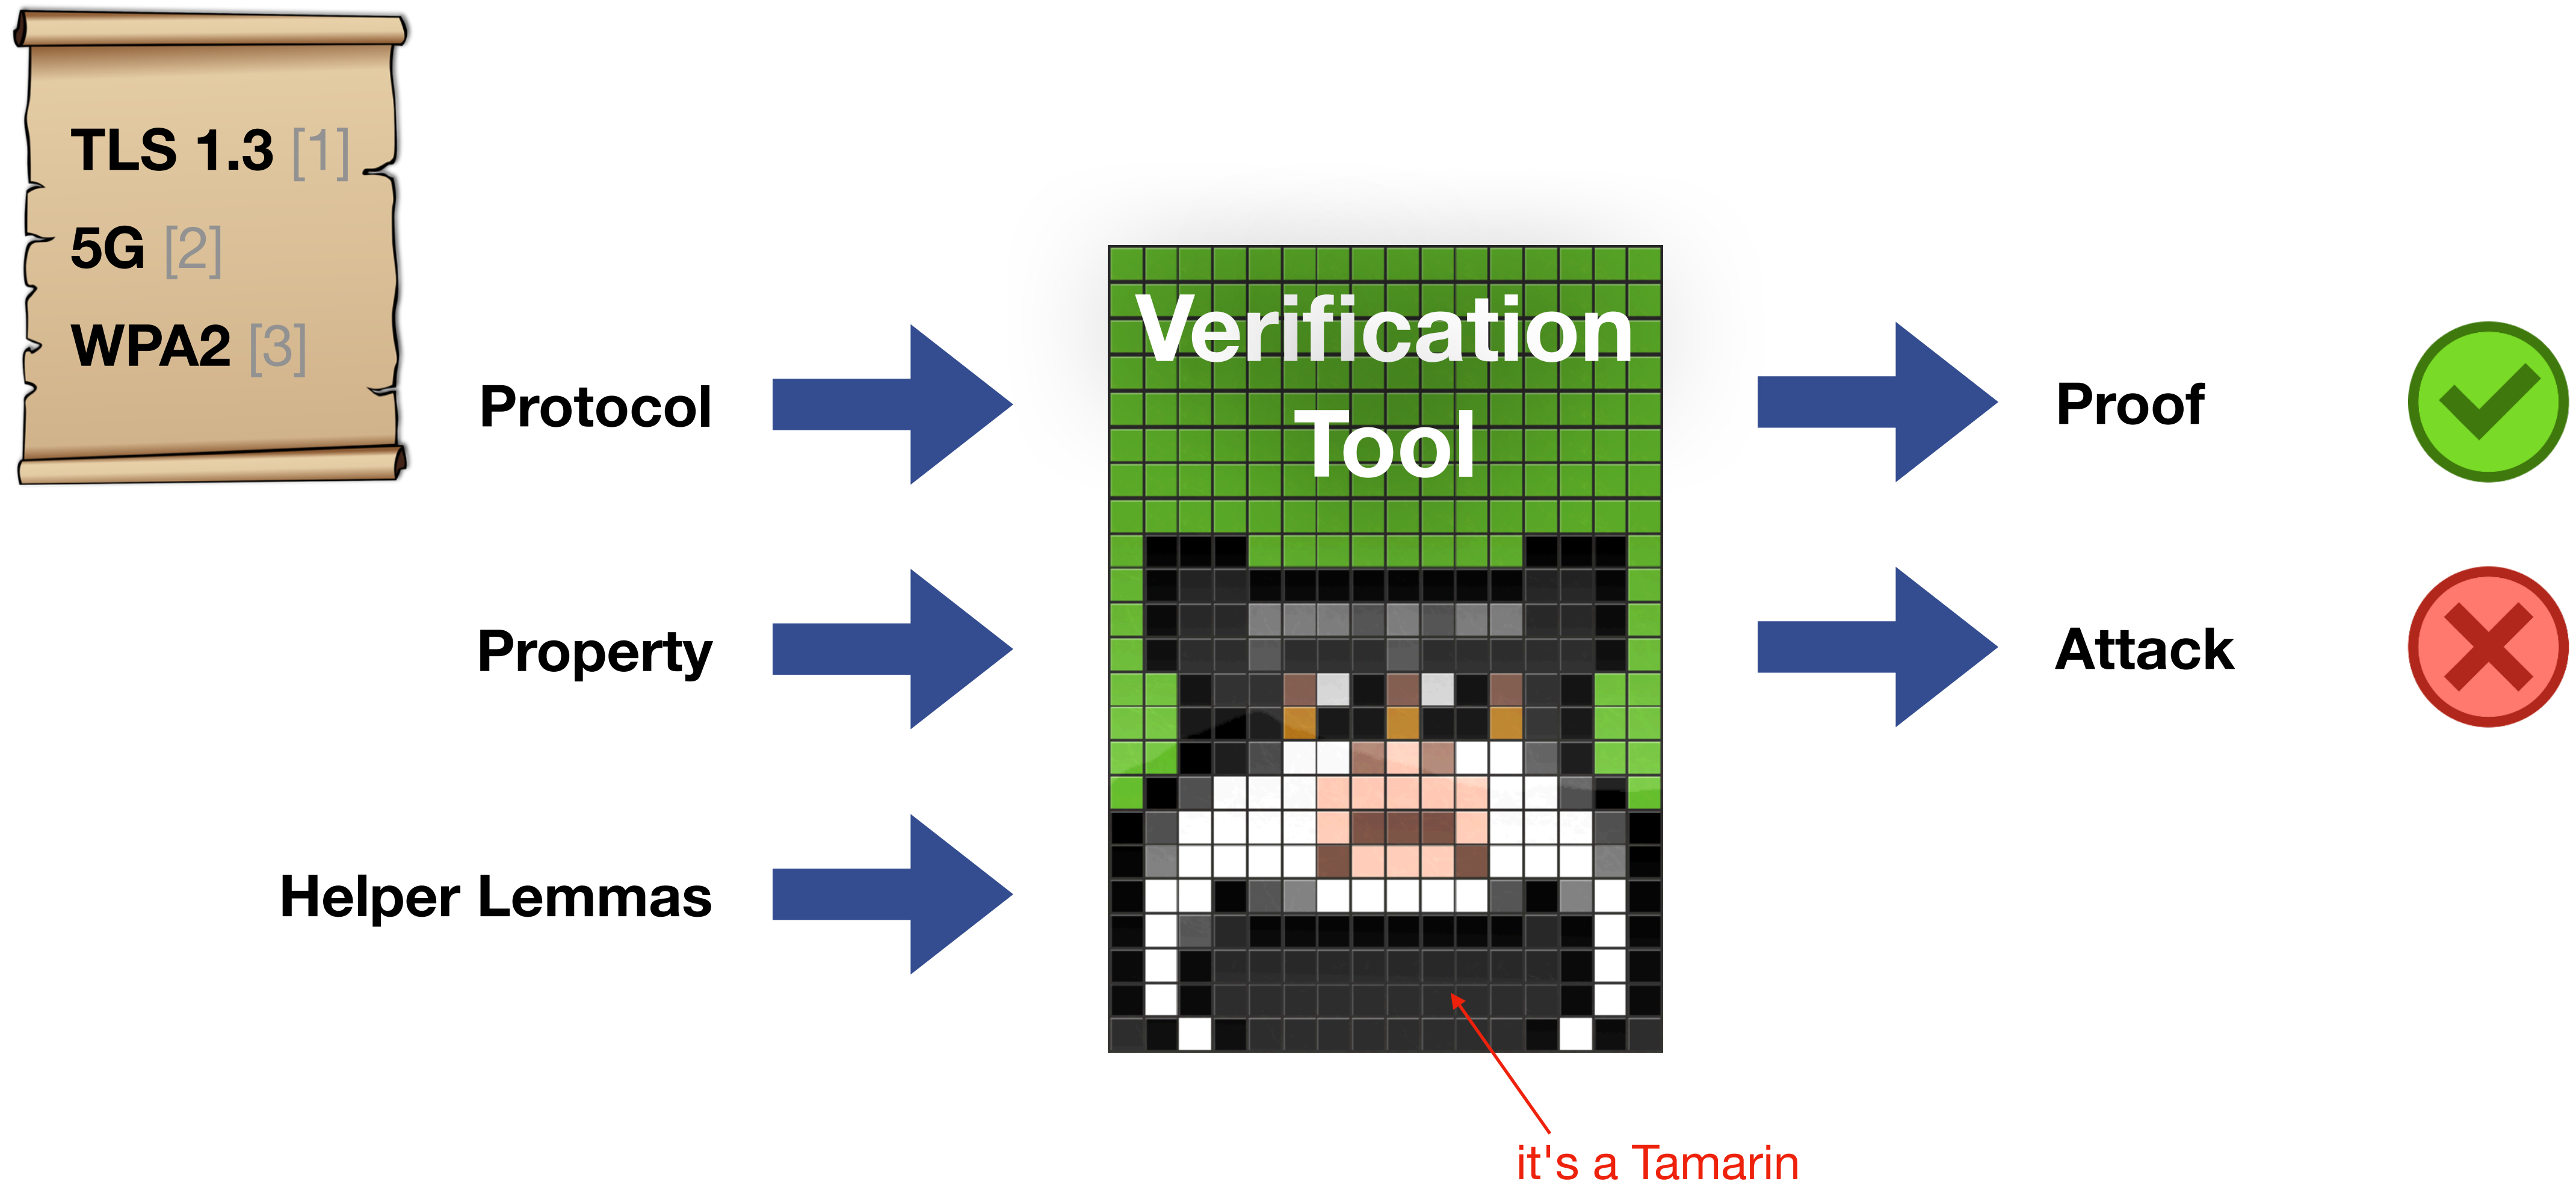 TLS 1.3 [1]
5G [2]
WPA2 [3]
Protocol
Property
Helper Lemmas
Verification
Tool
Proof
Attack
it's a Tamarin